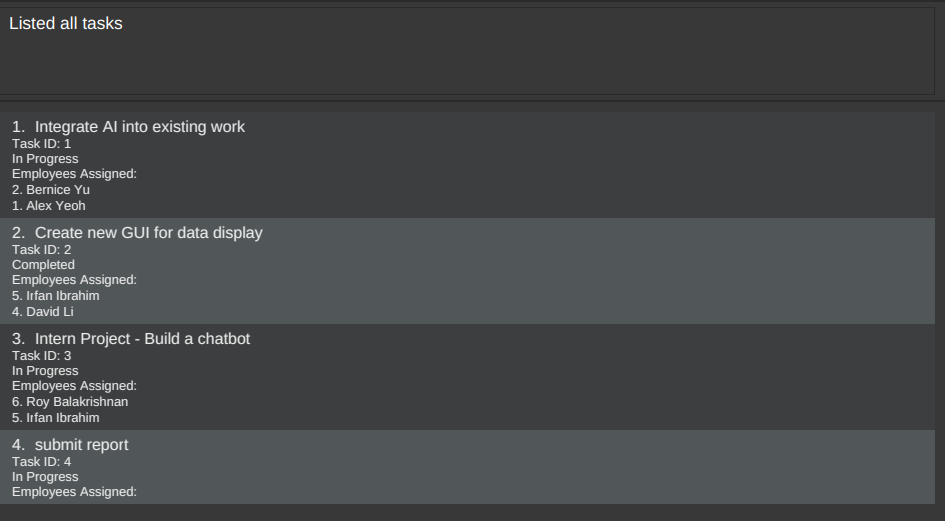 Listed all tasks
1. Integrate AI into existing work
Task ID: 1
In Progress
Employees Assigned:
2. Bernice Yu
1. Alex Yeoh
2. Create new GUI for data display
Task ID: 2
Completed
Employees Assigned:
5. Irfan Ibrahim
4. David Li
3. Intern Project - Build a chatbot
Task ID: 3
In Progress
Employees Assigned:
6. Roy Balakrishnan
5. Irfan Ibrahim
4. submit report
Task ID: 4
In Progress
Employees Assigned: